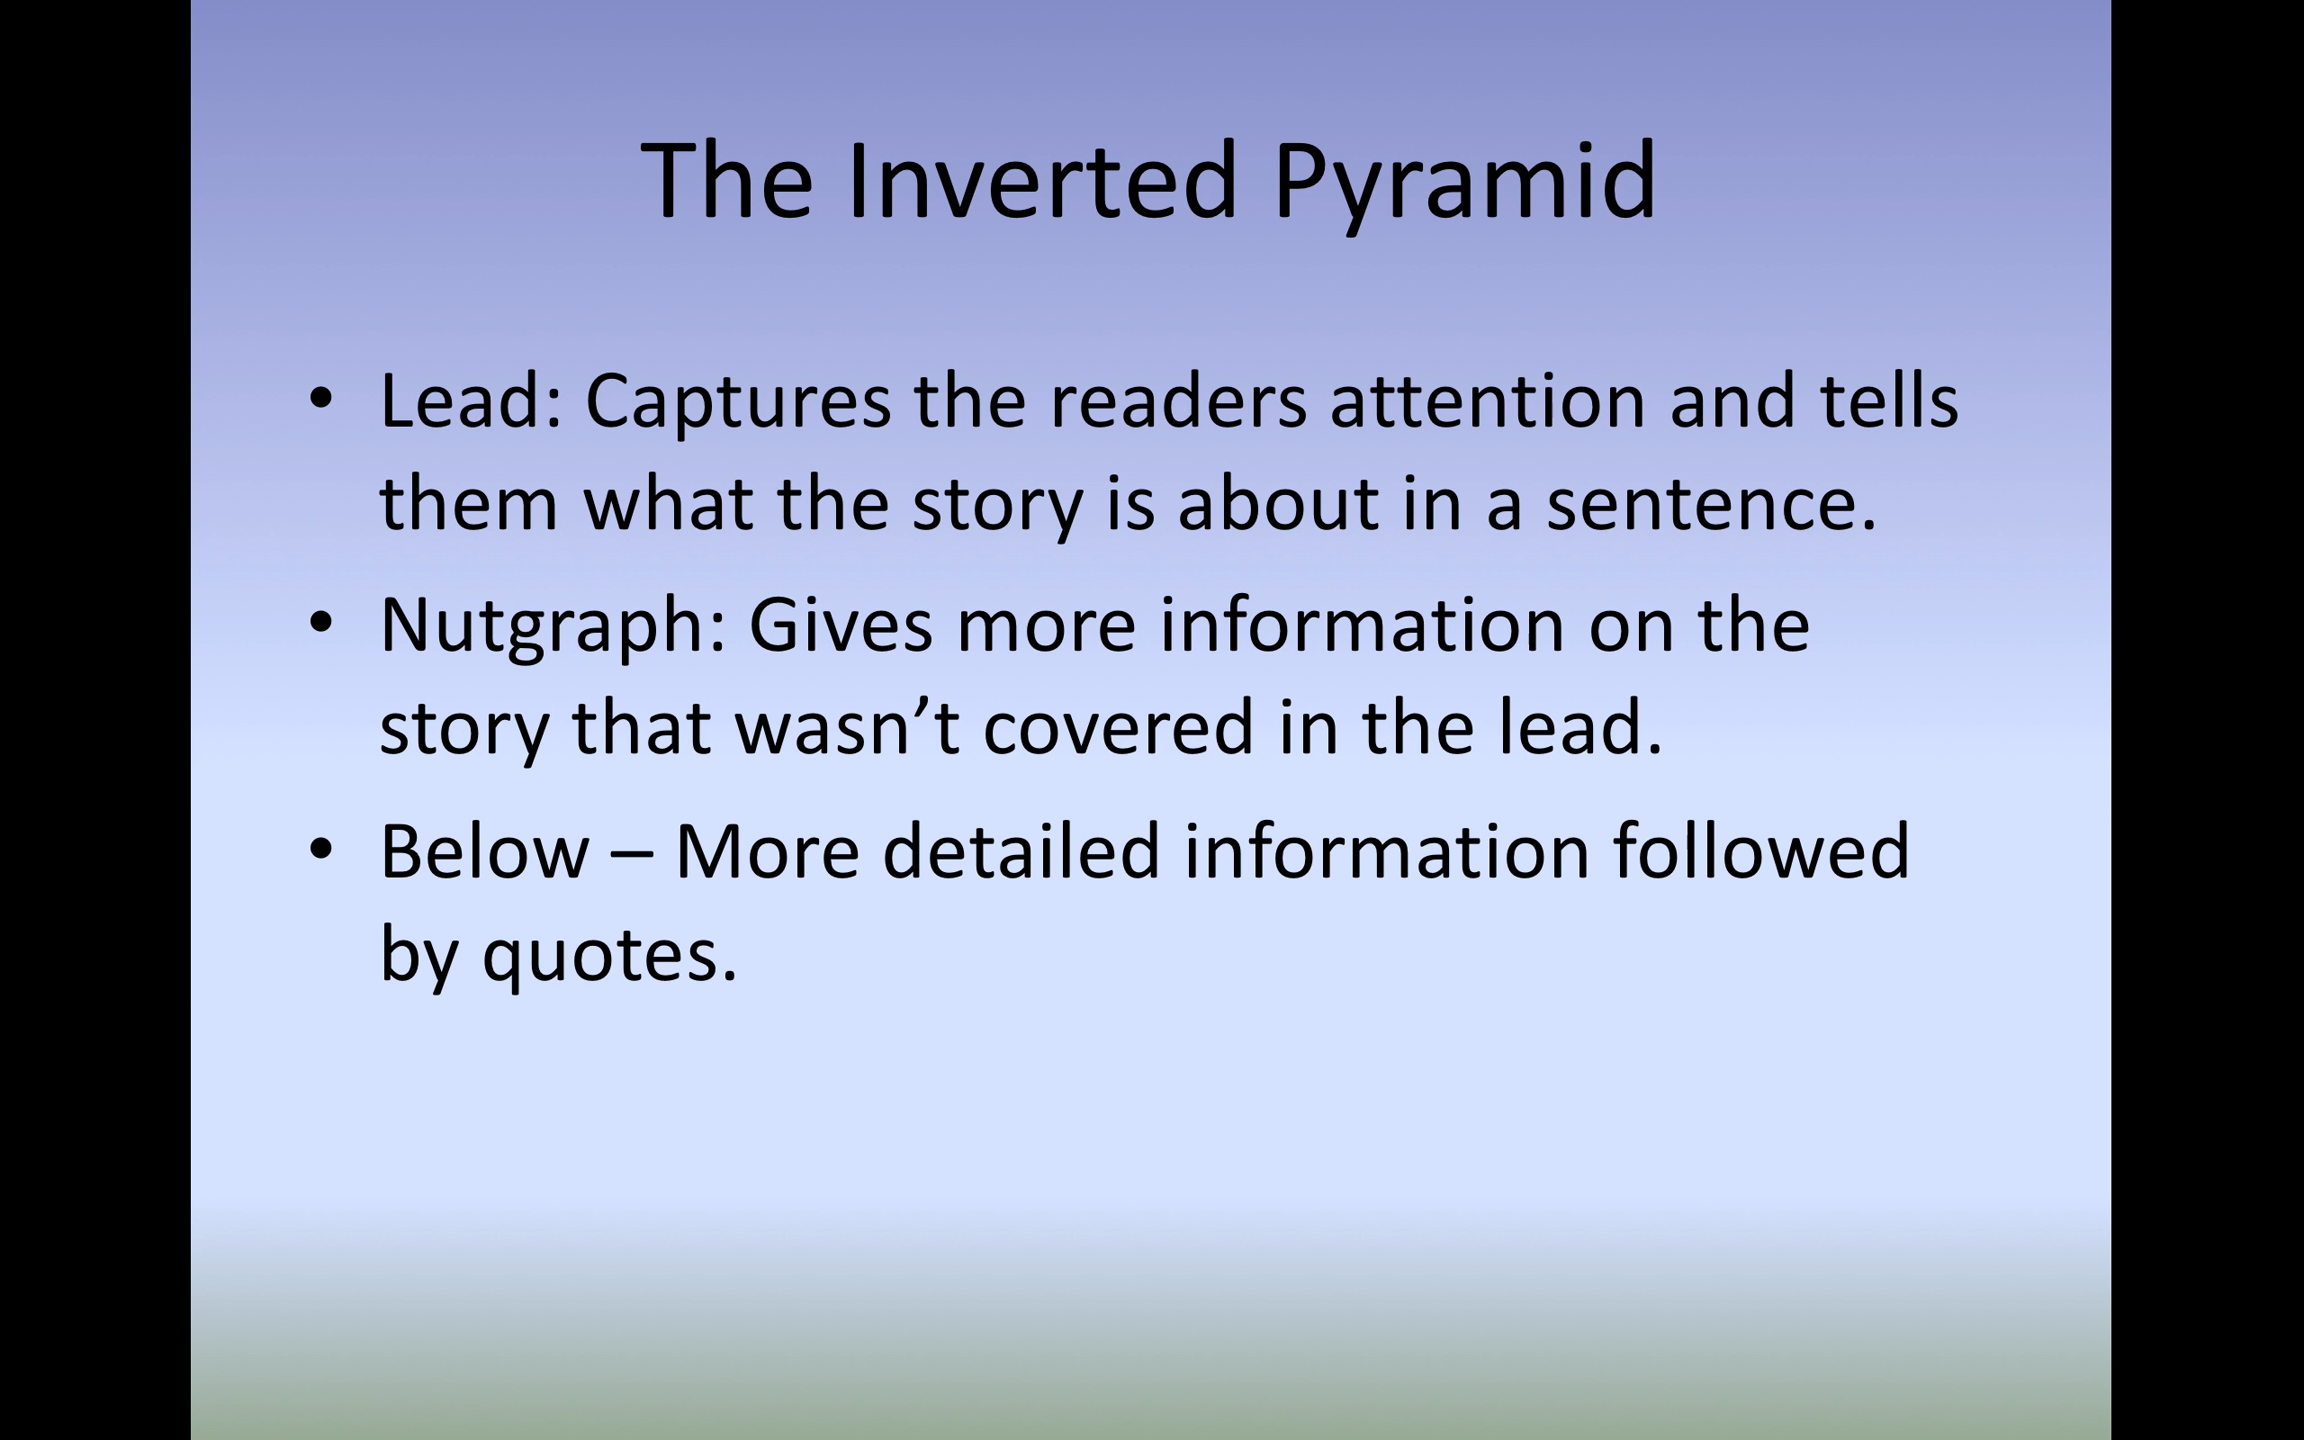 The Inverted Pyramid
• Lead: Captures the readers attention and tells
them what the story is about in a sentence.
• Nutgraph: Gives more information on the
story that wasn’t covered in the lead.
• Below – More detailed information followed
by quotes.